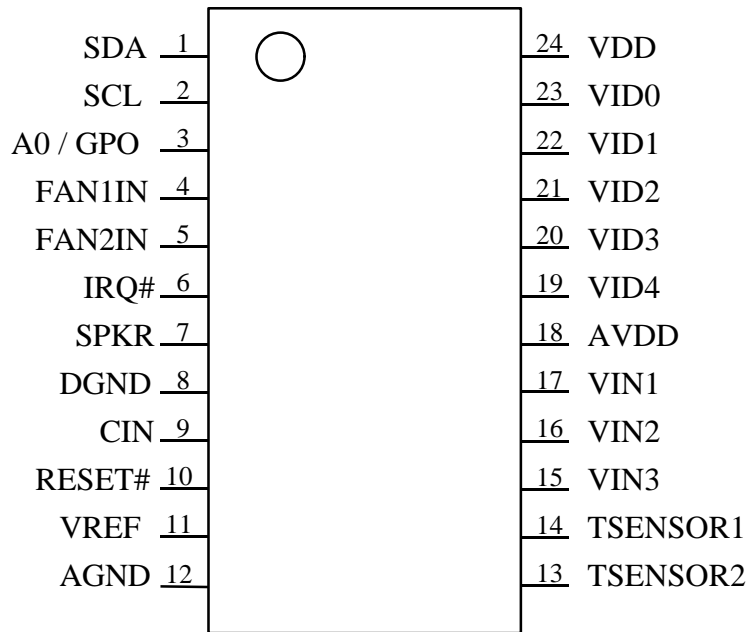 SDA 1 24 VDD
SCL 2 23 VID0
A0 / GPO 3 22 VID1
FAN1IN 4 21 VID2
FAN2IN 5 20 VID3
IRQ# 6 19 VID4
SPKR 7 18 AVDD
DGND 8 17 VIN1
CIN 9 16 VIN2
RESET# 10 15 VIN3
VREF 11 14 TSENSOR1
AGND 12 13 TSENSOR2